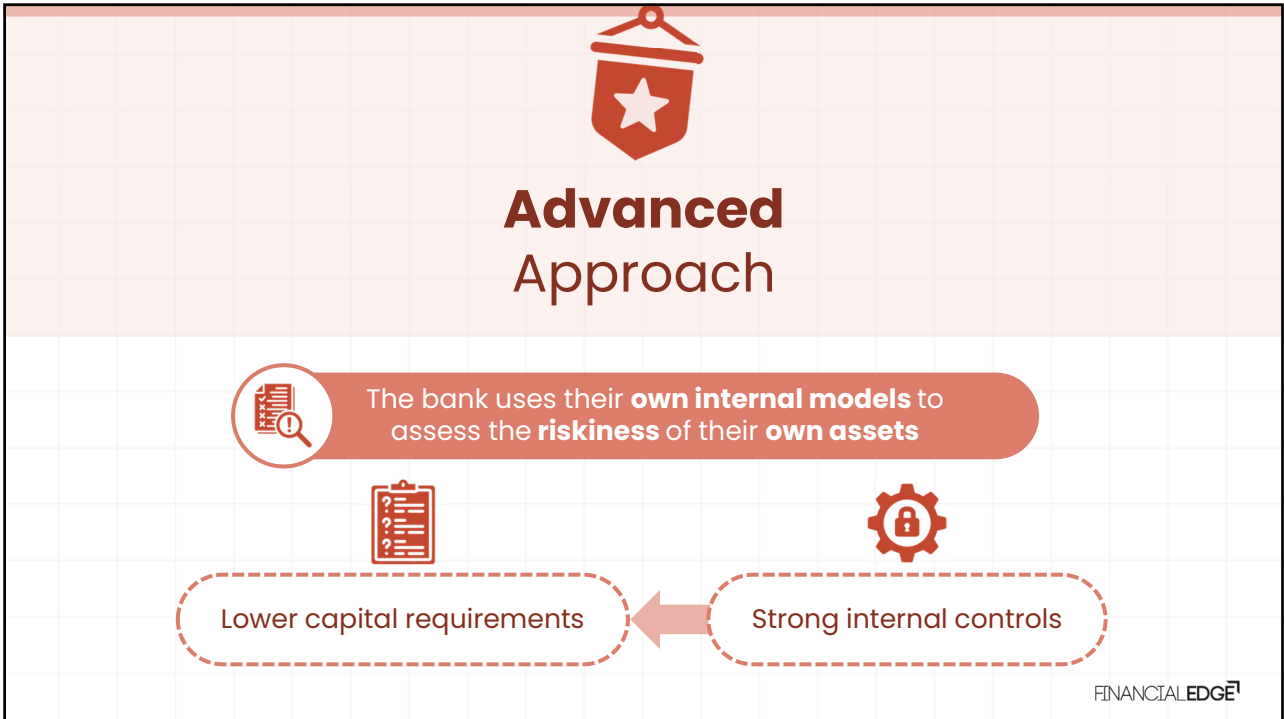 Advanced
Approach
The bank uses their own internal models to
assess the riskiness of their own assets
Lower capital requirements
Strong internal controls
FINANCIALEDGE